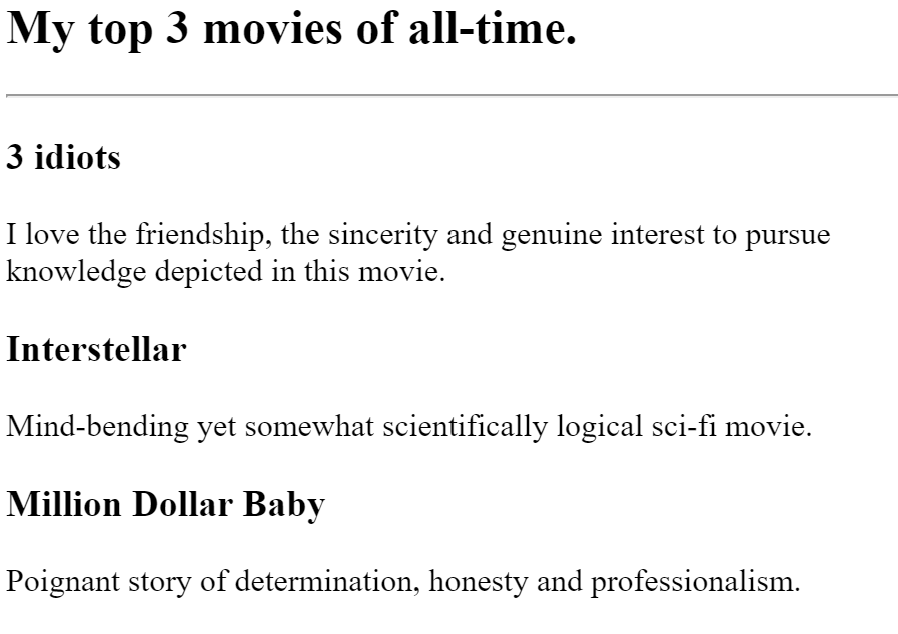 My top 3 movies of all-time.
3 idiots
I love the friendship, the sincerity and genuine interest to pursue
knowledge depicted in this movie.
Interstellar
Mind-bending yet somewhat scientifically logical sci-fi movie.
Million Dollar Baby
Poignant story of determination, honesty and professionalism.